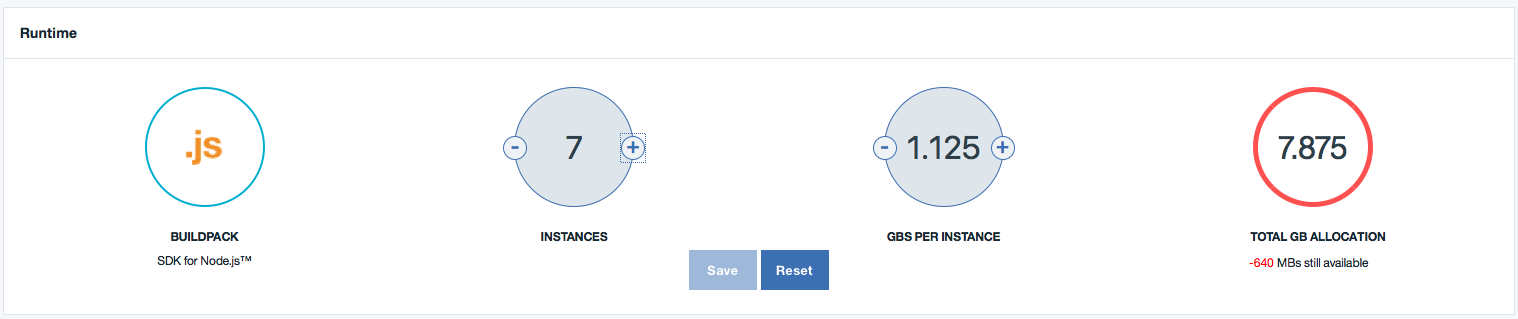 Runtime
.js
- 7 +
- 1.125 +
7.875
BUILDPACK
SDK for Node.js™
INSTANCES
GBS PER INSTANCE
TOTAL GB ALLOCATION
-640 MBs still available
Save
Reset